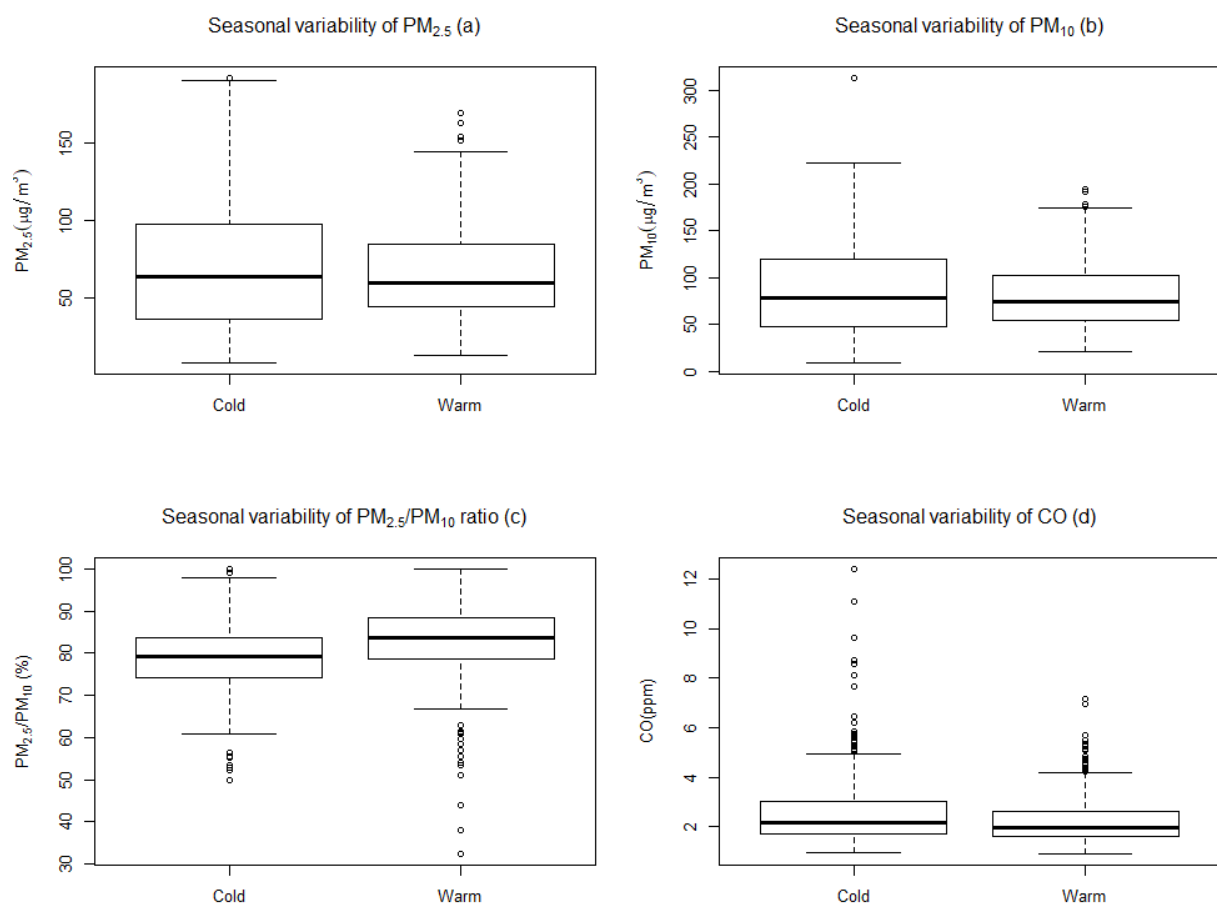 Seasonal variability of PM₂.₅ (a)
PM₂.₅(μg/m³)
150
100
50
Cold
Warm
Seasonal variability of PM₁₀ (b)
PM₁₀(μg/m³)
300
250
200
150
100
50
0
Cold
Warm
Seasonal variability of PM₂.₅/PM₁₀ ratio (c)
PM₂.₅/PM₁₀ (%)
100
90
80
70
60
50
40
30
Cold
Warm
Seasonal variability of CO (d)
CO(ppm)
12
10
8
6
4
2
Cold
Warm